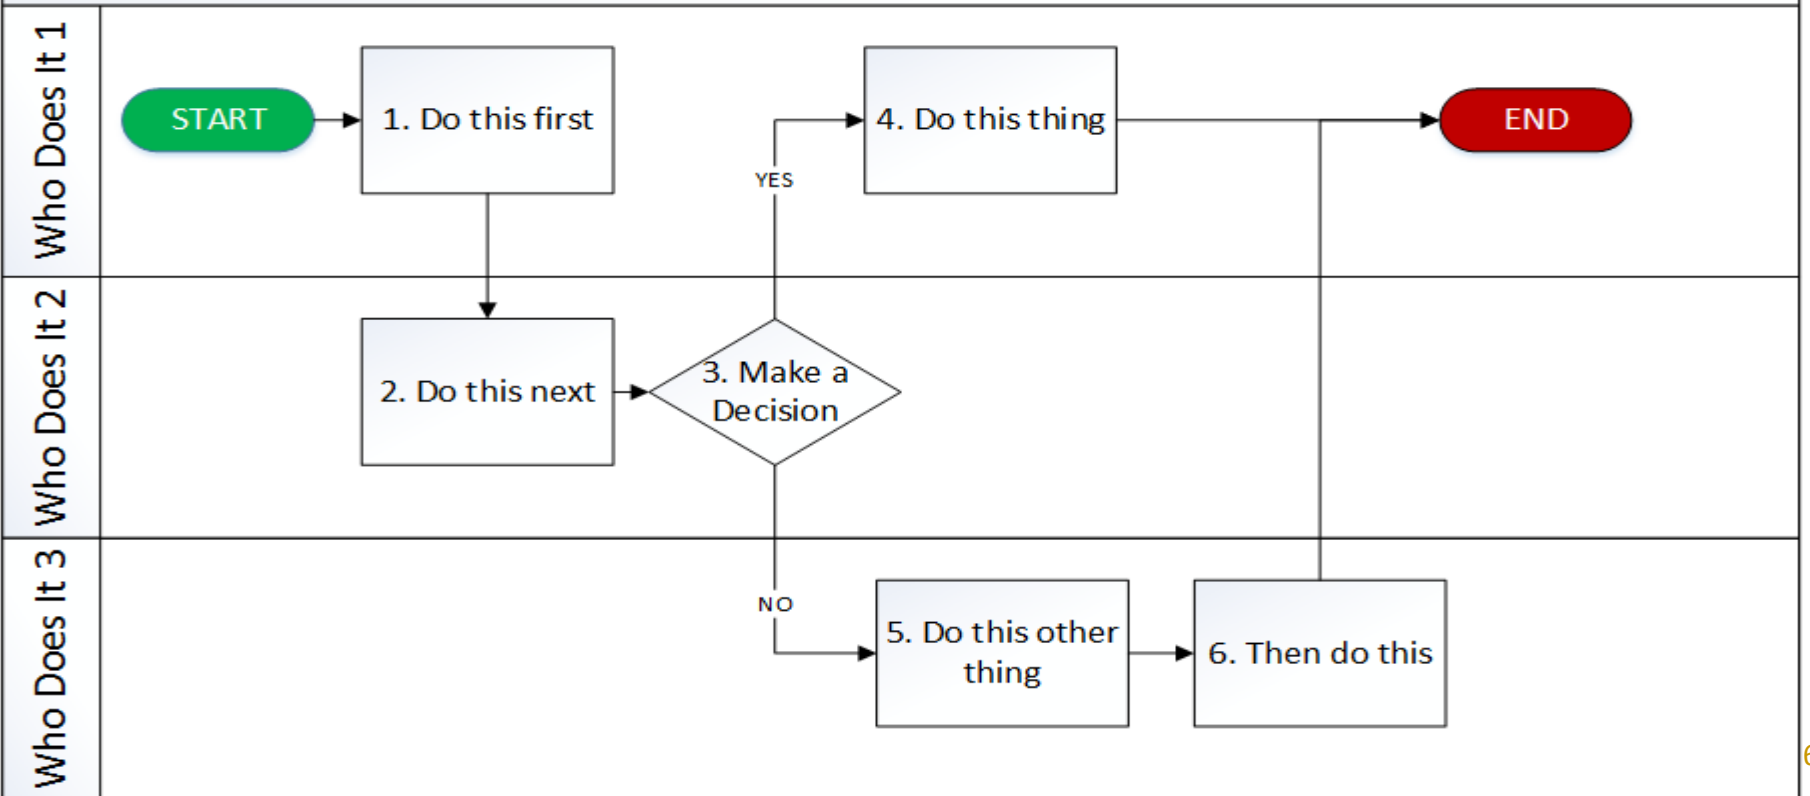 Who Does It 1
START
1. Do this first
4. Do this thing
END
YES
Who Does It 2
2. Do this next
3. Make a
Decision
Who Does It 3
NO
5. Do this other
thing
6. Then do this